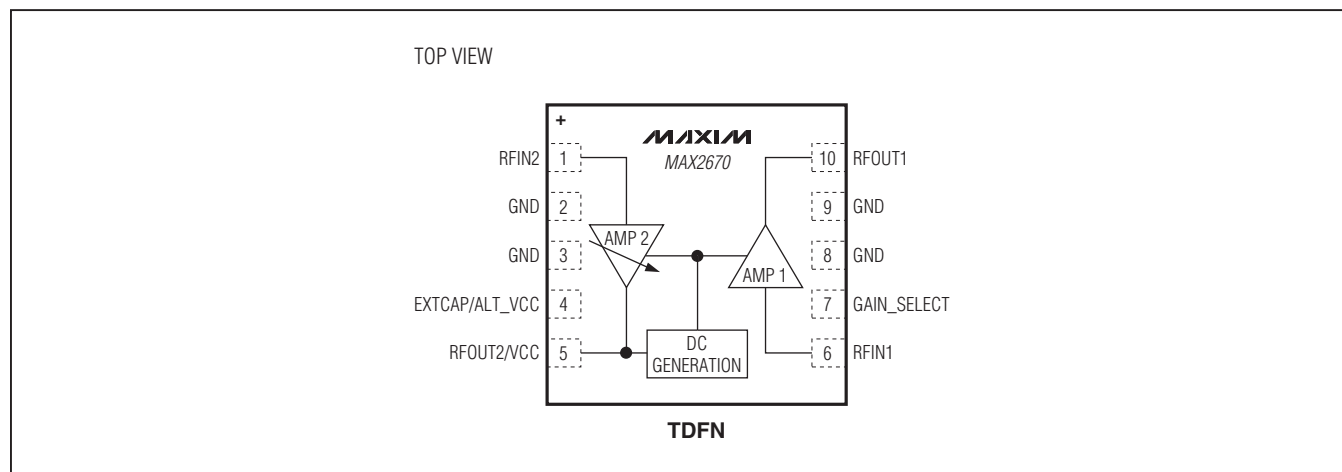 TOP VIEW
+
MAXIM
MAX2670
RFIN2 1
GND 2
GND 3
EXTCAP/ALT_VCC 4
RFOUT2/VCC 5
10 RFOUT1
9 GND
8 GND
7 GAIN_SELECT
6 RFIN1
AMP 2
AMP 1
DC
GENERATION
TDFN